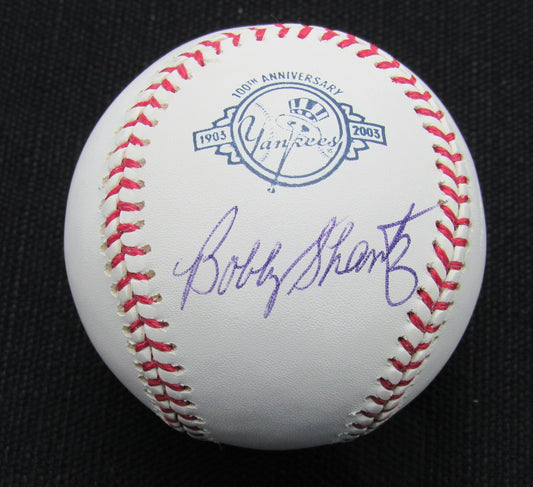 100TH ANNIVERSARY
1903 Yankees 2003
Bobby Shantz